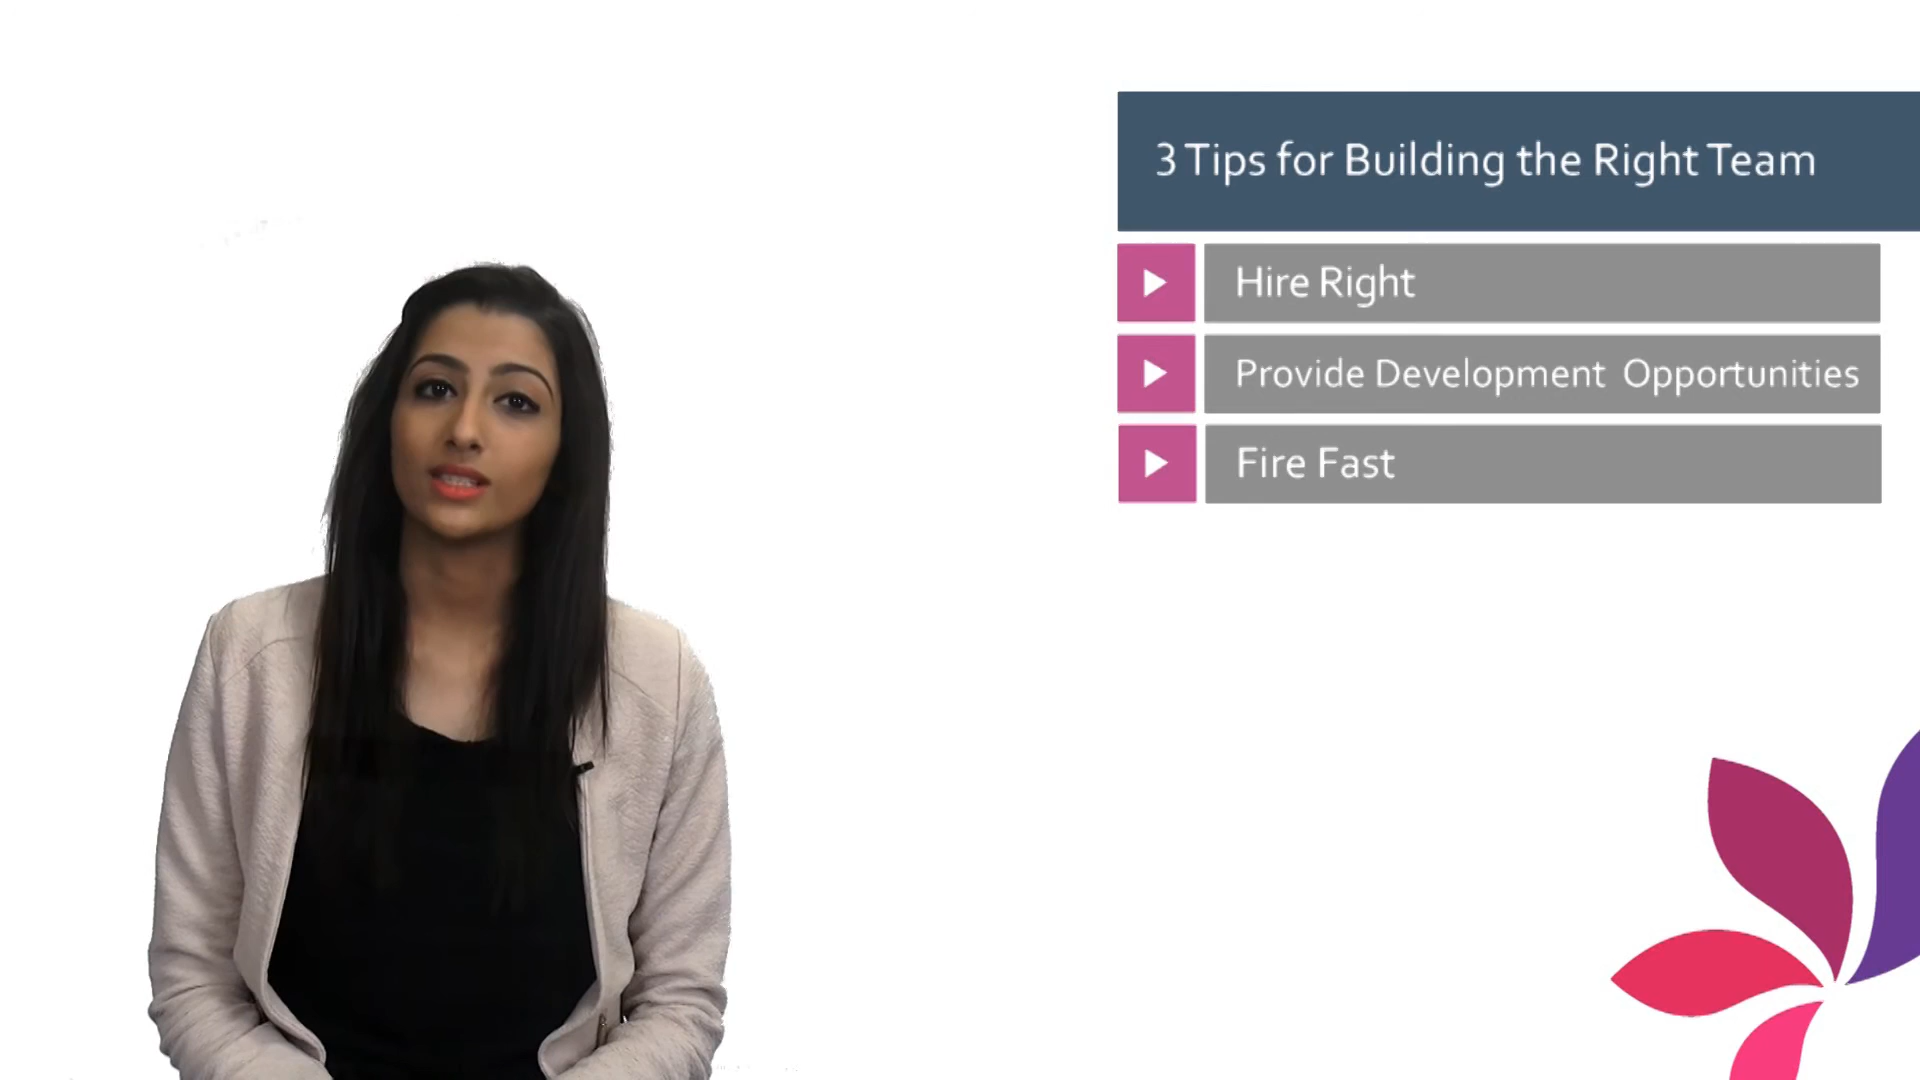 3 Tips for Building the Right Team
Hire Right
Provide Development Opportunities
Fire Fast